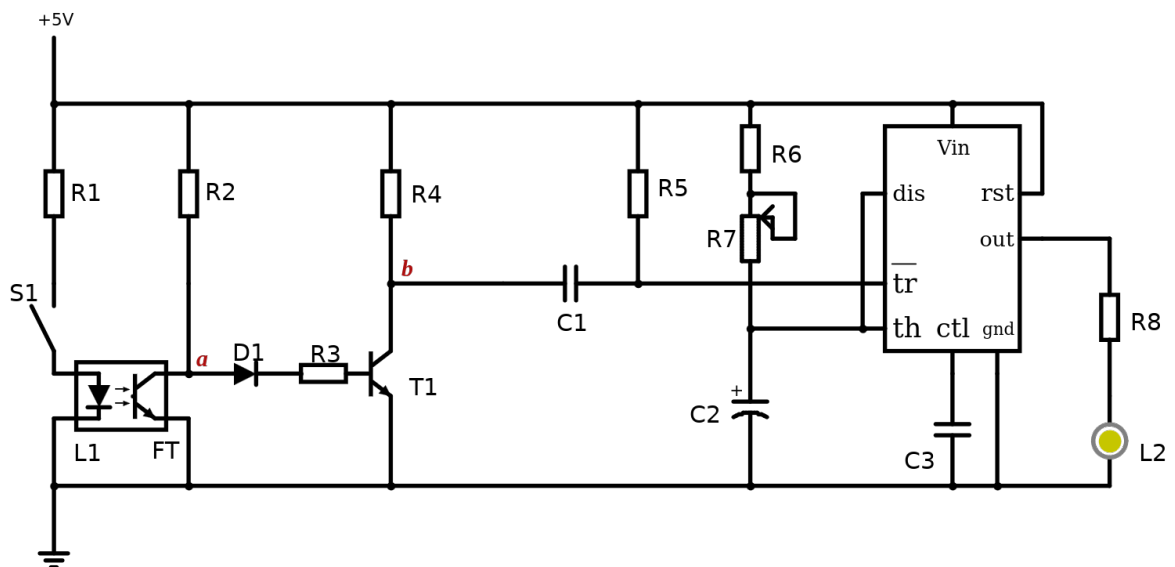 +5V
R1
R2
R4
R5
R6
R7
Vin
dis
rst
out
tr
th
ctl
gnd
S1
a
b
D1
R3
T1
C1
C2
C3
R8
L1
FT
L2
+